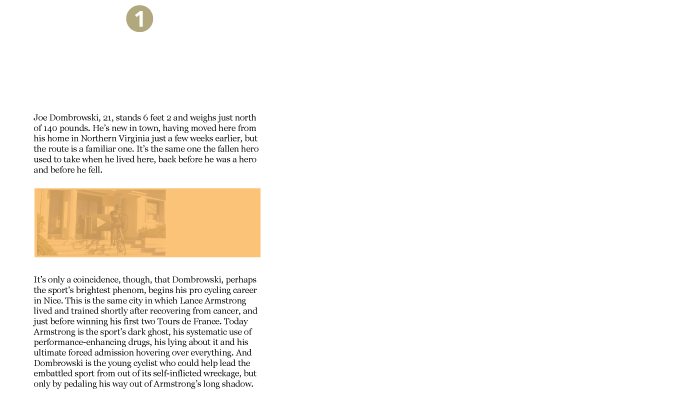 1
Joe Dombrowski, 21, stands 6 feet 2 and weighs just north
of 140 pounds. He's new in town, having moved here from
his home in Northern Virginia just a few weeks earlier, but
the route is a familiar one. It's the same one the fallen hero
used to take when he lived here, back before he was a hero
and before he fell.
It's only a coincidence, though, that Dombrowski, perhaps
the sport's brightest phenom, begins his pro cycling career
in Nice. This is the same city in which Lance Armstrong
lived and trained shortly after recovering from cancer, and
just before winning his first two Tours de France. Today
Armstrong is the sport's dark ghost, his systematic use of
performance-enhancing drugs, his lying about it and his
ultimate forced admission hovering over everything. And
Dombrowski is the young cyclist who could help lead the
embattled sport from out of its self-inflicted wreckage, but
only by pedaling his way out of Armstrong's long shadow.